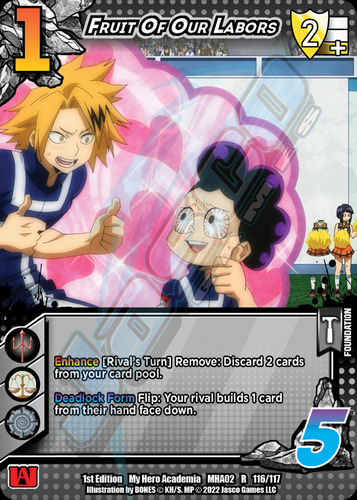 1
FRUIT OF OUR LABORS
2
+
FOUNDATION
Enhance [Rival's Turn] Remove: Discard 2 cards
from your card pool.
Deadlock Form Flip: Your rival builds 1 card
from their hand face down.
5
1st Edition My Hero Academia MHA02 R 116/117
Illustration by BONES © KH/S. MP © 2022 Jasco Games LLC